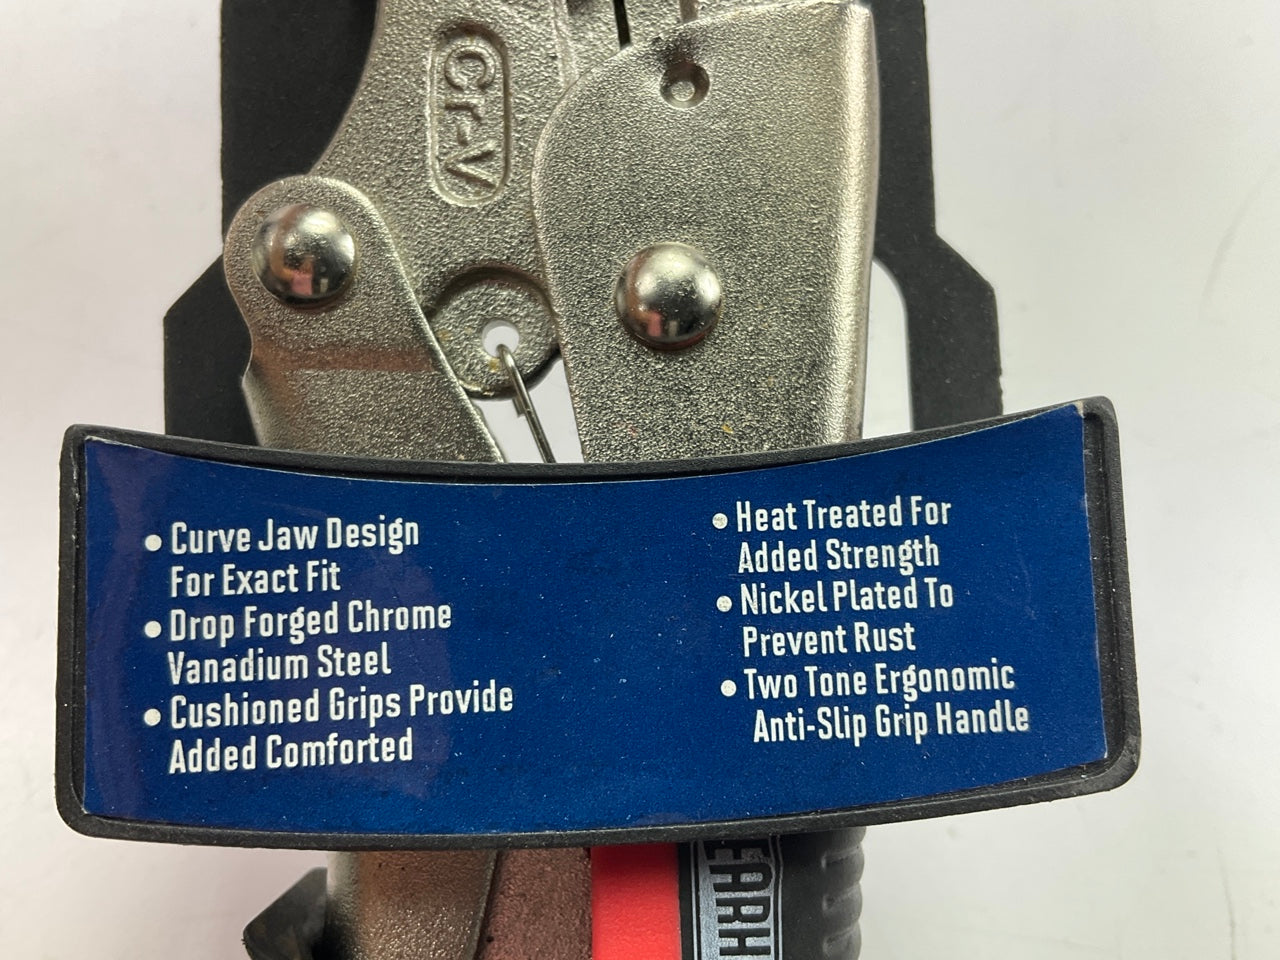 Cr-V
• Curve Jaw Design
For Exact Fit
• Drop Forged Chrome
Vanadium Steel
• Cushioned Grips Provide
Added Comforted
• Heat Treated For
Added Strength
• Nickel Plated To
Prevent Rust
• Two Tone Ergonomic
Anti-Slip Grip Handle